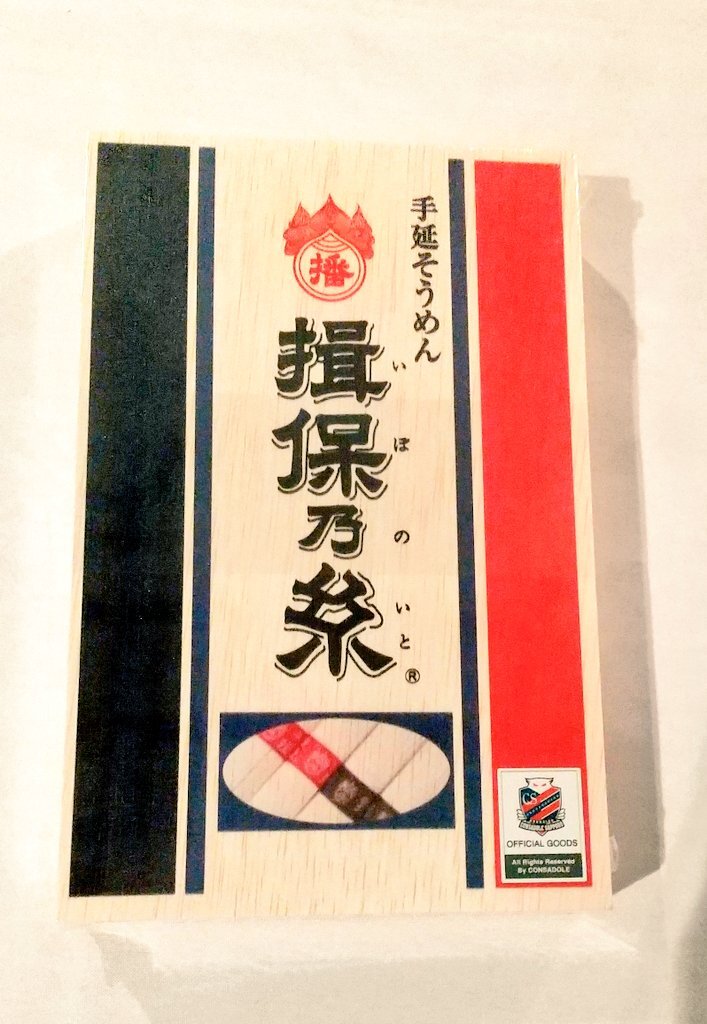 手延そうめん
播
揖保乃糸
いぼのいと
®
CS
OFFICIAL GOODS
All Rights Reserved
By CONSADOLE